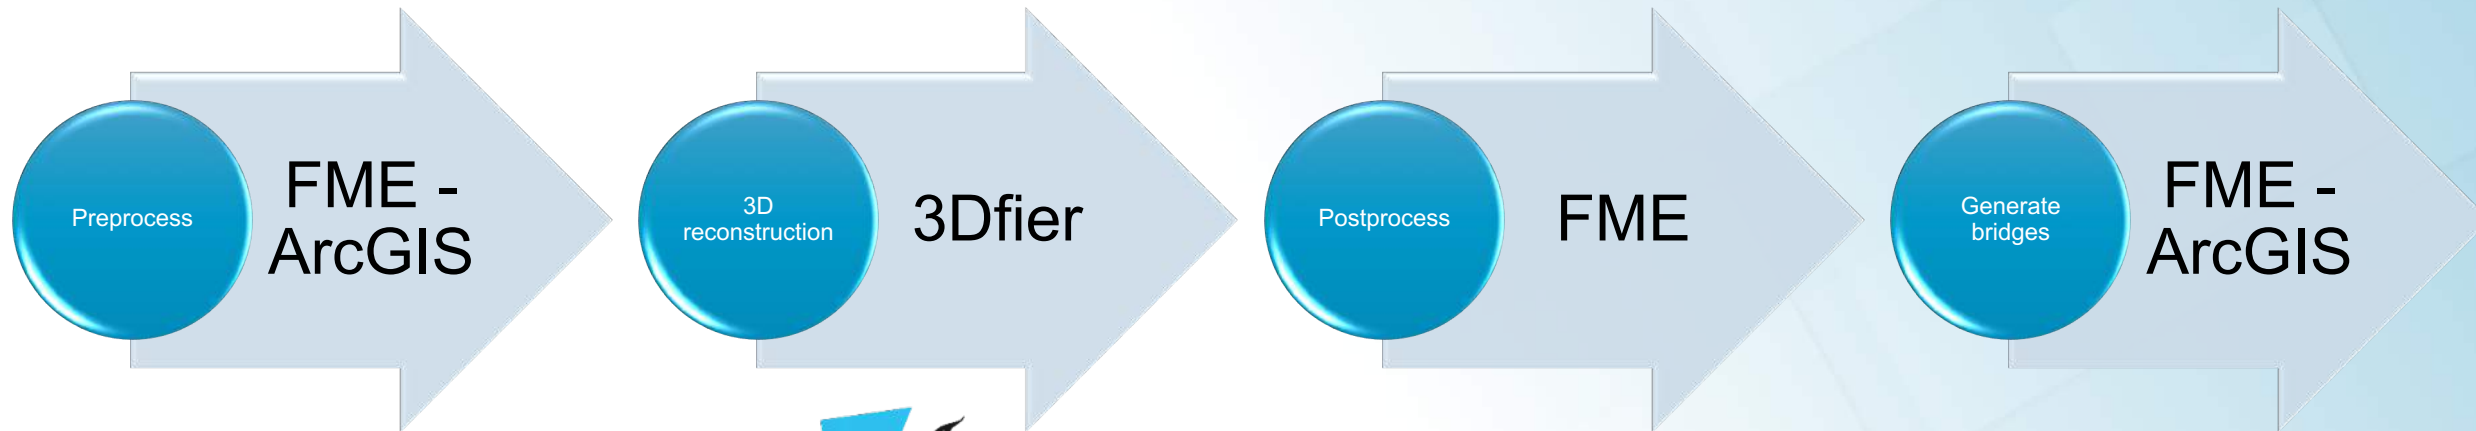 Preprocess
FME -
ArcGIS
3D
reconstruction
3Dfier
Postprocess
FME
Generate
bridges
FME -
ArcGIS